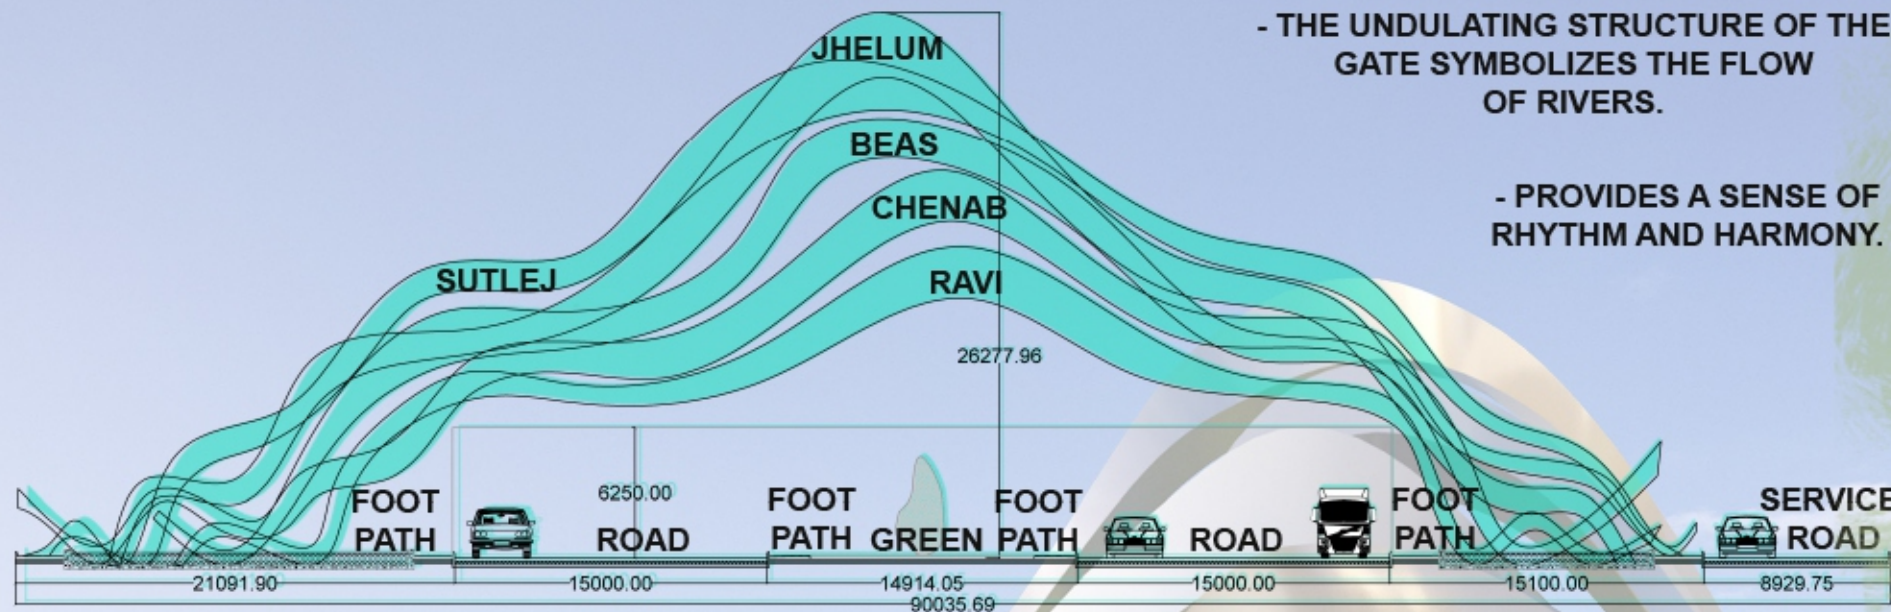 - THE UNDULATING STRUCTURE OF THE
GATE SYMBOLIZES THE FLOW
OF RIVERS.
- PROVIDES A SENSE OF
RHYTHM AND HARMONY.
JHELUM
BEAS
CHENAB
SUTLEJ
RAVI
26277.96
6250.00
FOOT
PATH
ROAD
FOOT
PATH
GREEN
FOOT
PATH
ROAD
FOOT
PATH
SERVICE
ROAD
21091.90
15000.00
14914.05
15000.00
15100.00
8929.75
90035.69